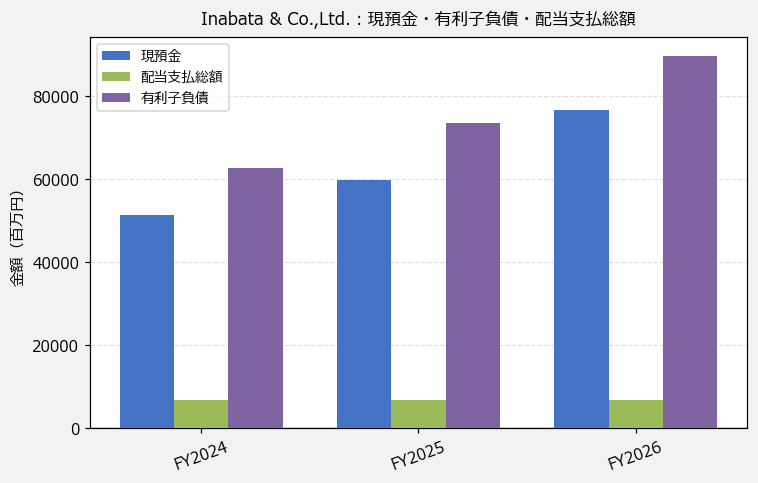 Inabata & Co.,Ltd. : 現預金・有利子負債・配当支払総額
現預金
配当支払総額
有利子負債
金額 (百万円)
80000
60000
40000
20000
0
FY2024
FY2025
FY2026